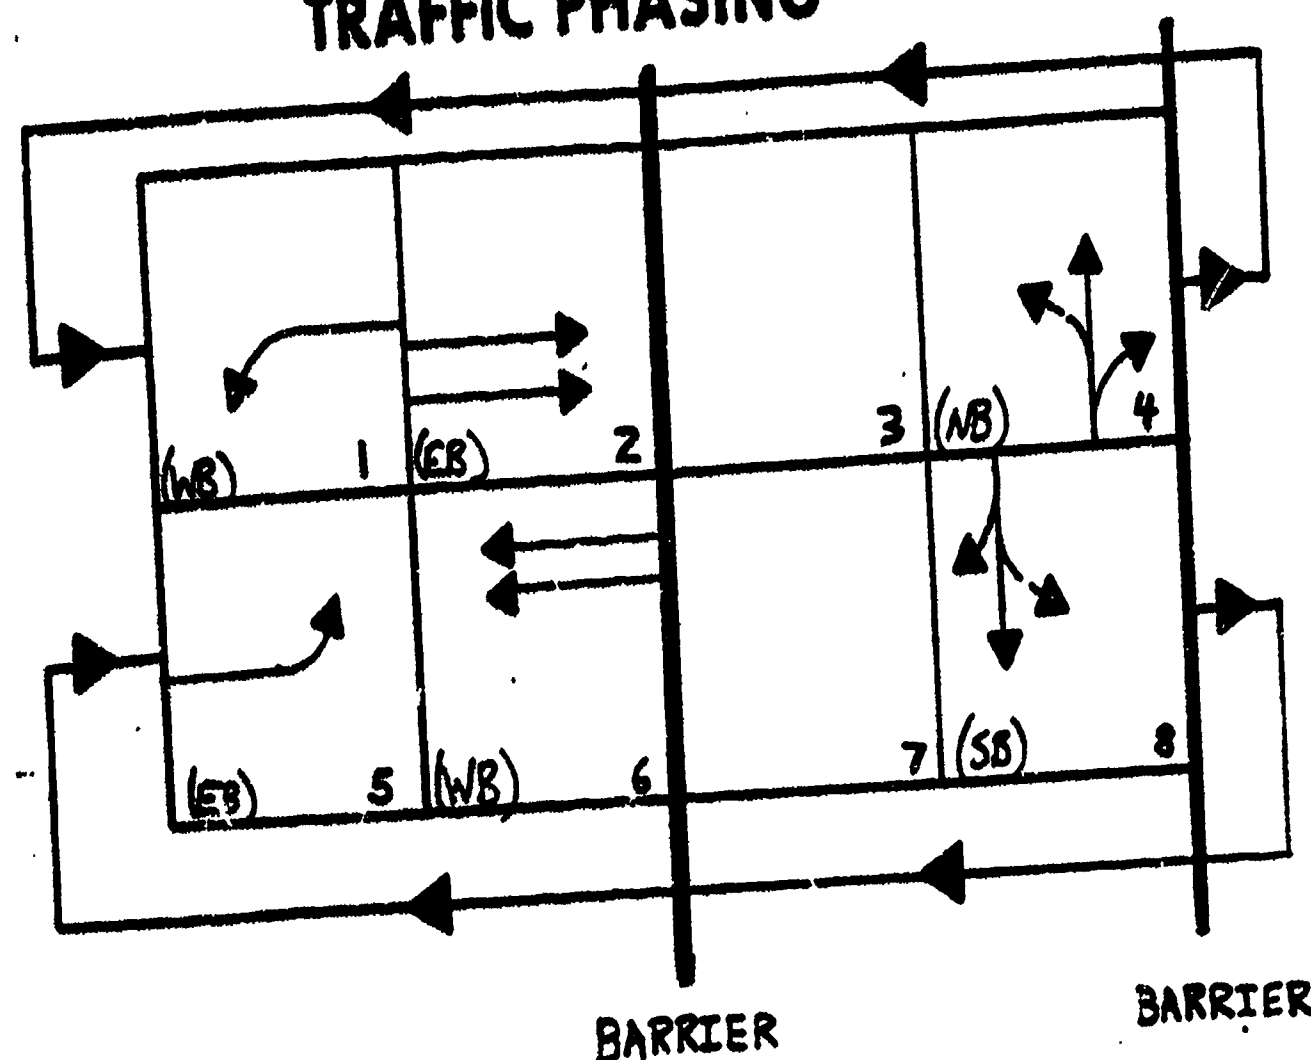 TRAFFIC PHASING
(WB) 1 (EB) 2 3 (NB) 4
(EB) 5 (WB) 6 7 (SB) 8
BARRIER BARRIER